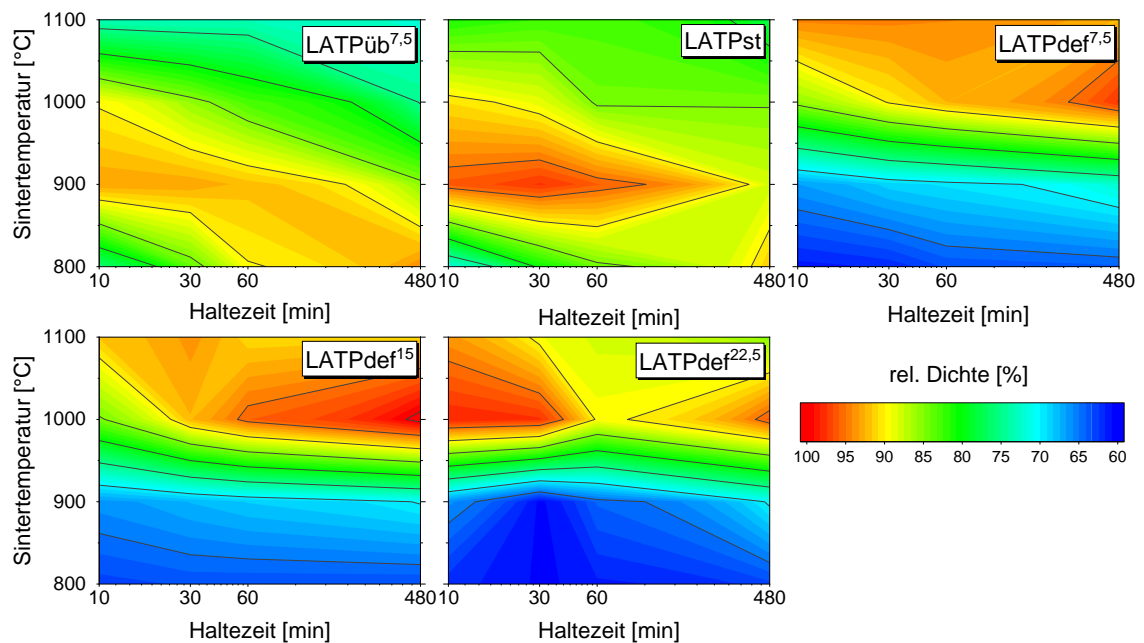 1100
1000
900
800
Sintertemperatur [°C]
LATPüb7,5
10 30 60 480
Haltezeit [min]
LATPst
10 30 60 480
Haltezeit [min]
LATPdef7,5
10 30 60 480
Haltezeit [min]
1100
1000
900
800
Sintertemperatur [°C]
LATPdef15
10 30 60 480
Haltezeit [min]
LATPdef22,5
10 30 60 480
Haltezeit [min]
rel. Dichte [%]
100 95 90 85 80 75 70 65 60